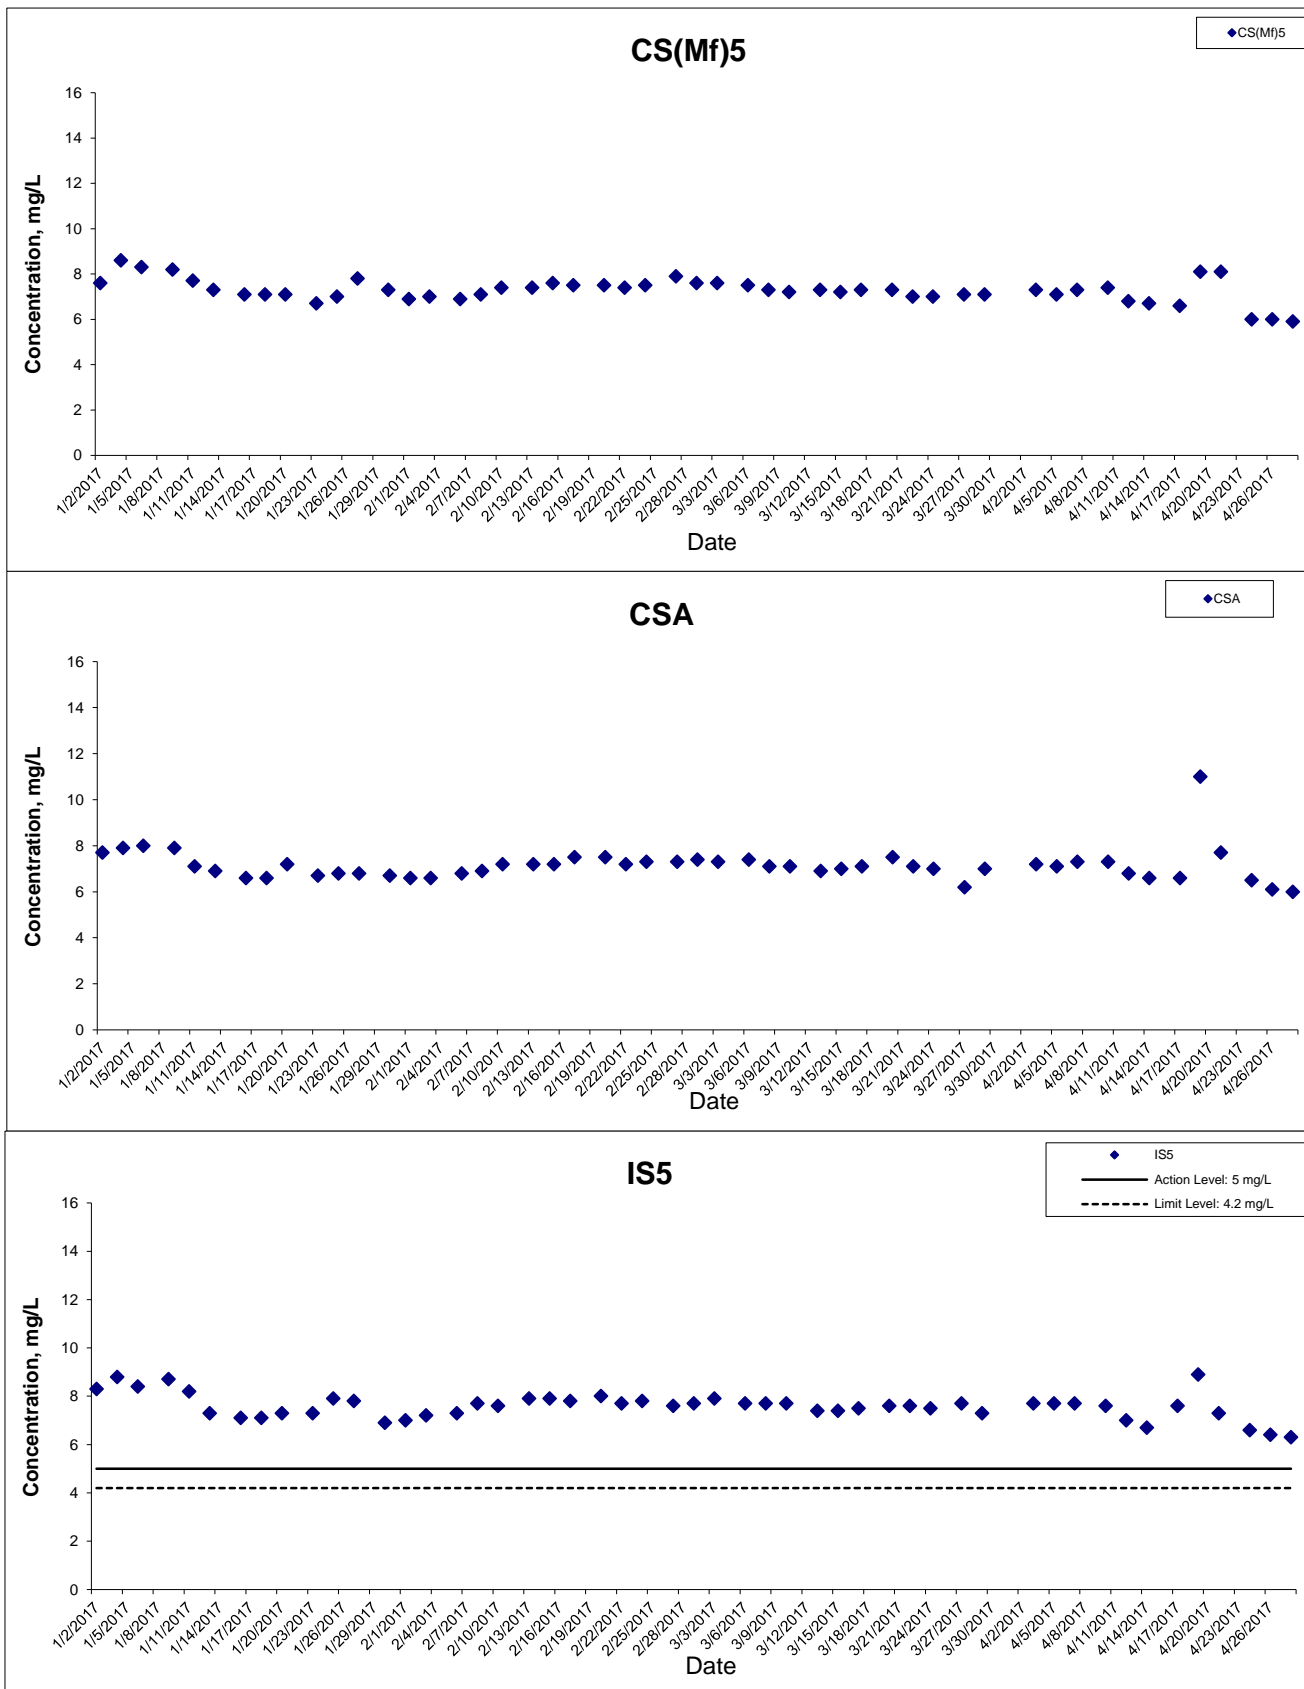 CS(Mf)5
CS(Mf)5
Concentration, mg/L
16
14
12
10
8
6
4
2
0
1/2/2017 1/5/2017 1/8/2017 1/11/2017 1/14/2017 1/17/2017 1/20/2017 1/23/2017 1/26/2017 1/29/2017 2/1/2017 2/4/2017 2/7/2017 2/10/2017 2/13/2017 2/16/2017 2/19/2017 2/22/2017 2/25/2017 2/28/2017 3/3/2017 3/6/2017 3/9/2017 3/12/2017 3/15/2017 3/18/2017 3/21/2017 3/24/2017 3/27/2017 3/30/2017 4/2/2017 4/5/2017 4/8/2017 4/11/2017 4/14/2017 4/17/2017 4/20/2017 4/23/2017 4/26/2017
Date
CSA
CSA
Concentration, mg/L
16
14
12
10
8
6
4
2
0
1/2/2017 1/5/2017 1/8/2017 1/11/2017 1/14/2017 1/17/2017 1/20/2017 1/23/2017 1/26/2017 1/29/2017 2/1/2017 2/4/2017 2/7/2017 2/10/2017 2/13/2017 2/16/2017 2/19/2017 2/22/2017 2/25/2017 2/28/2017 3/3/2017 3/6/2017 3/9/2017 3/12/2017 3/15/2017 3/18/2017 3/21/2017 3/24/2017 3/27/2017 3/30/2017 4/2/2017 4/5/2017 4/8/2017 4/11/2017 4/14/2017 4/17/2017 4/20/2017 4/23/2017 4/26/2017
Date
IS5
IS5
Action Level: 5 mg/L
Limit Level: 4.2 mg/L
Concentration, mg/L
16
14
12
10
8
6
4
2
0
1/2/2017 1/5/2017 1/8/2017 1/11/2017 1/14/2017 1/17/2017 1/20/2017 1/23/2017 1/26/2017 1/29/2017 2/1/2017 2/4/2017 2/7/2017 2/10/2017 2/13/2017 2/16/2017 2/19/2017 2/22/2017 2/25/2017 2/28/2017 3/3/2017 3/6/2017 3/9/2017 3/12/2017 3/15/2017 3/18/2017 3/21/2017 3/24/2017 3/27/2017 3/30/2017 4/2/2017 4/5/2017 4/8/2017 4/11/2017 4/14/2017 4/17/2017 4/20/2017 4/23/2017 4/26/2017
Date